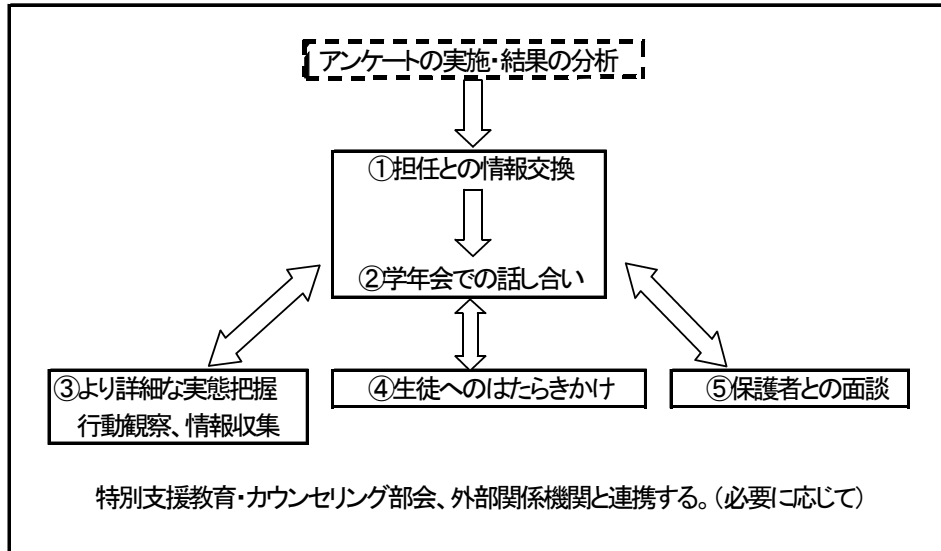 アンケートの実施・結果の分析
①担任との情報交換
②学年会での話し合い
③より詳細な実態把握
行動観察、情報収集
④生徒へのはたらきかけ
⑤保護者との面談
特別支援教育・カウンセリング部会、外部関係機関と連携する。(必要に応じて)